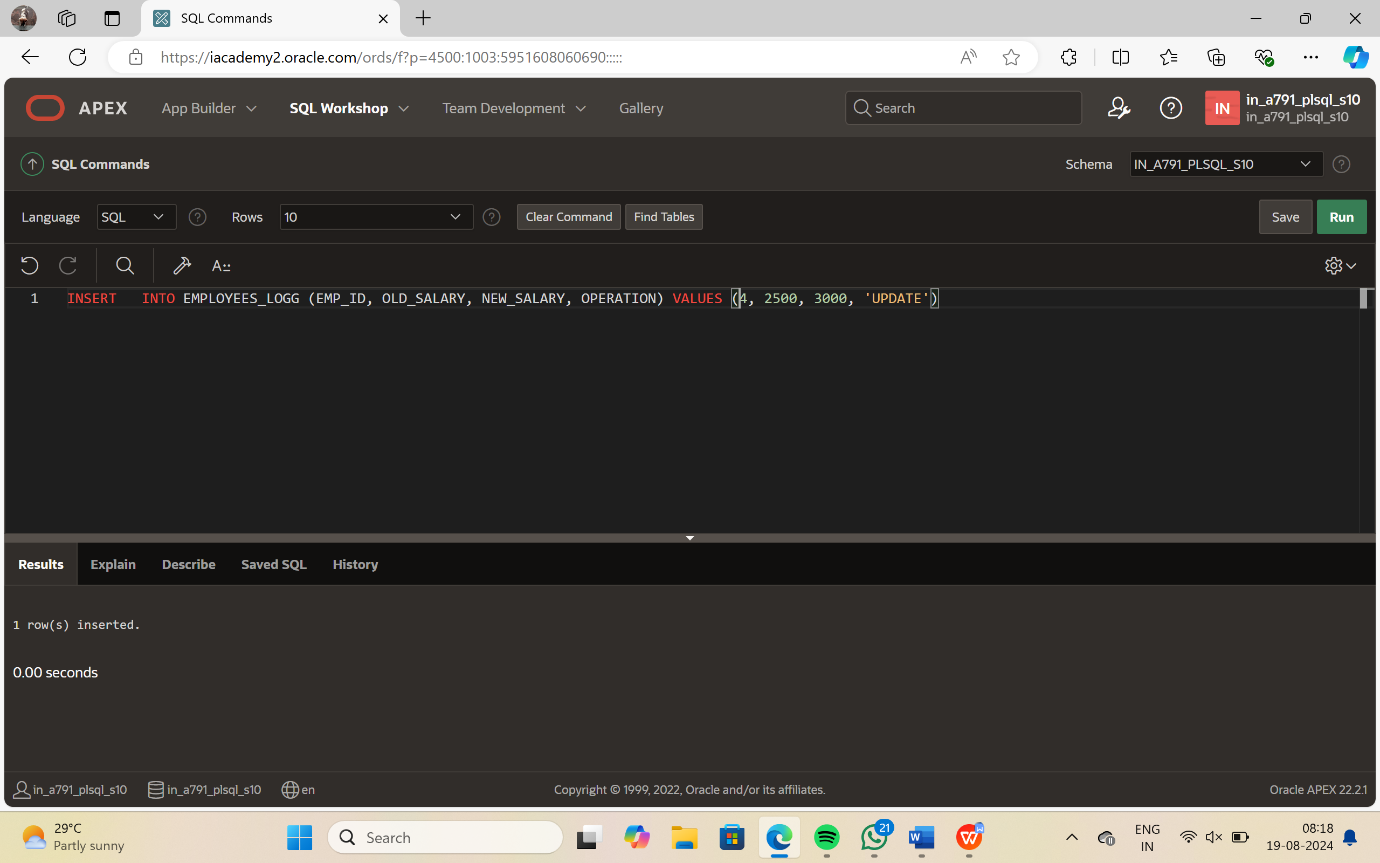 SQL Commands
https://iacademy2.oracle.com/ords/f?p=4500:1003:5951608060690:::::
APEX App Builder SQL Workshop Team Development Gallery Search IN in_a791_plsql_s10
in_a791_plsql_s10
SQL Commands Schema IN_A791_PLSQL_S10
Language SQL Rows 10 Clear Command Find Tables Save Run
1 INSERT INTO EMPLOYEES_LOGG (EMP_ID, OLD_SALARY, NEW_SALARY, OPERATION) VALUES (4, 2500, 3000, 'UPDATE')
Results Explain Describe Saved SQL History
1 row(s) inserted.
0.00 seconds
in_a791_plsql_s10 in_a791_plsql_s10 en Copyright © 1999, 2022, Oracle and/or its affiliates. Oracle APEX 22.2.1
29°C
Partly sunny
Search
21
ENG
IN
08:18
19-08-2024